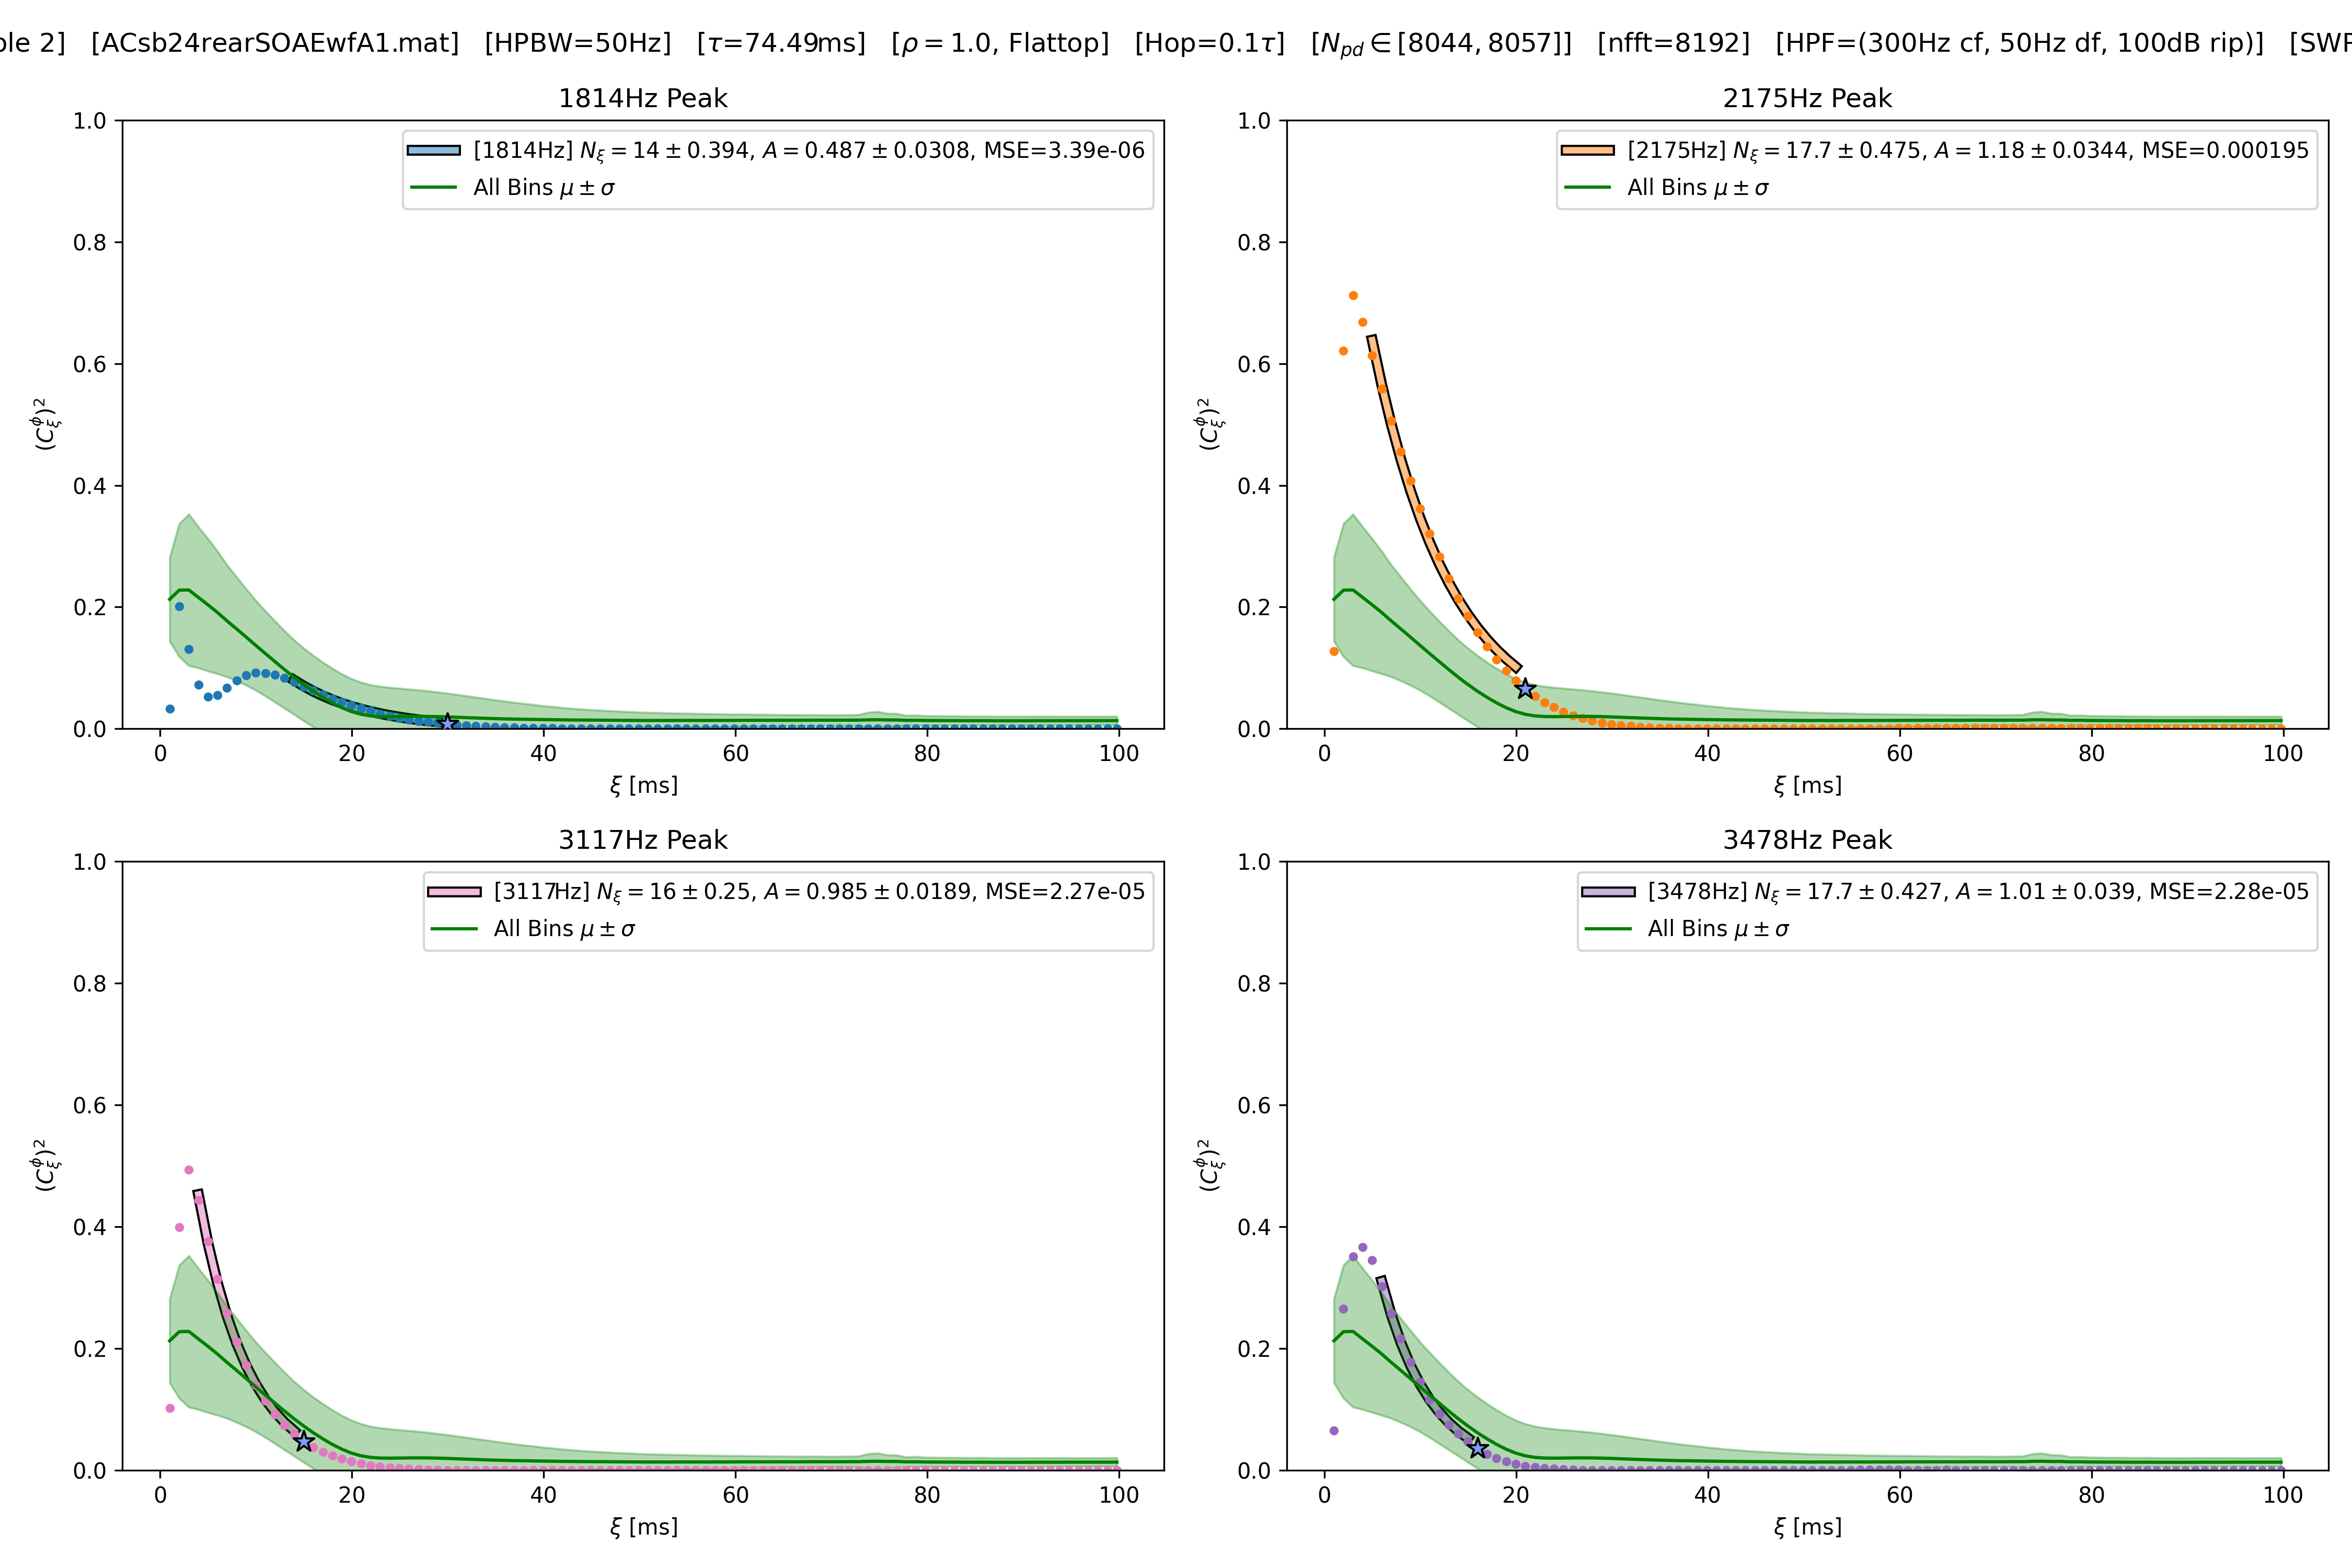 ole 2] [ACsb24rearSOAEwfA1.mat] [HPBW=50Hz] [τ=74.49ms] [ρ = 1.0, Flattop] [Hop=0.1τ] [N_pd ∈ [8044, 8057]] [nfft=8192] [HPF=(300Hz cf, 50Hz df, 100dB rip)] [SWF
1814Hz Peak
[1814Hz] N_ξ = 14 ± 0.394, A = 0.487 ± 0.0308, MSE=3.39e-06
All Bins μ ± σ
1.0
0.8
0.6
0.4
0.2
0.0
(C_ξ^ϕ)²
0 20 40 60 80 100
ξ [ms]
2175Hz Peak
[2175Hz] N_ξ = 17.7 ± 0.475, A = 1.18 ± 0.0344, MSE=0.000195
All Bins μ ± σ
1.0
0.8
0.6
0.4
0.2
0.0
(C_ξ^ϕ)²
0 20 40 60 80 100
ξ [ms]
3117Hz Peak
[3117Hz] N_ξ = 16 ± 0.25, A = 0.985 ± 0.0189, MSE=2.27e-05
All Bins μ ± σ
1.0
0.8
0.6
0.4
0.2
0.0
(C_ξ^ϕ)²
0 20 40 60 80 100
ξ [ms]
3478Hz Peak
[3478Hz] N_ξ = 17.7 ± 0.427, A = 1.01 ± 0.039, MSE=2.28e-05
All Bins μ ± σ
1.0
0.8
0.6
0.4
0.2
0.0
(C_ξ^ϕ)²
0 20 40 60 80 100
ξ [ms]